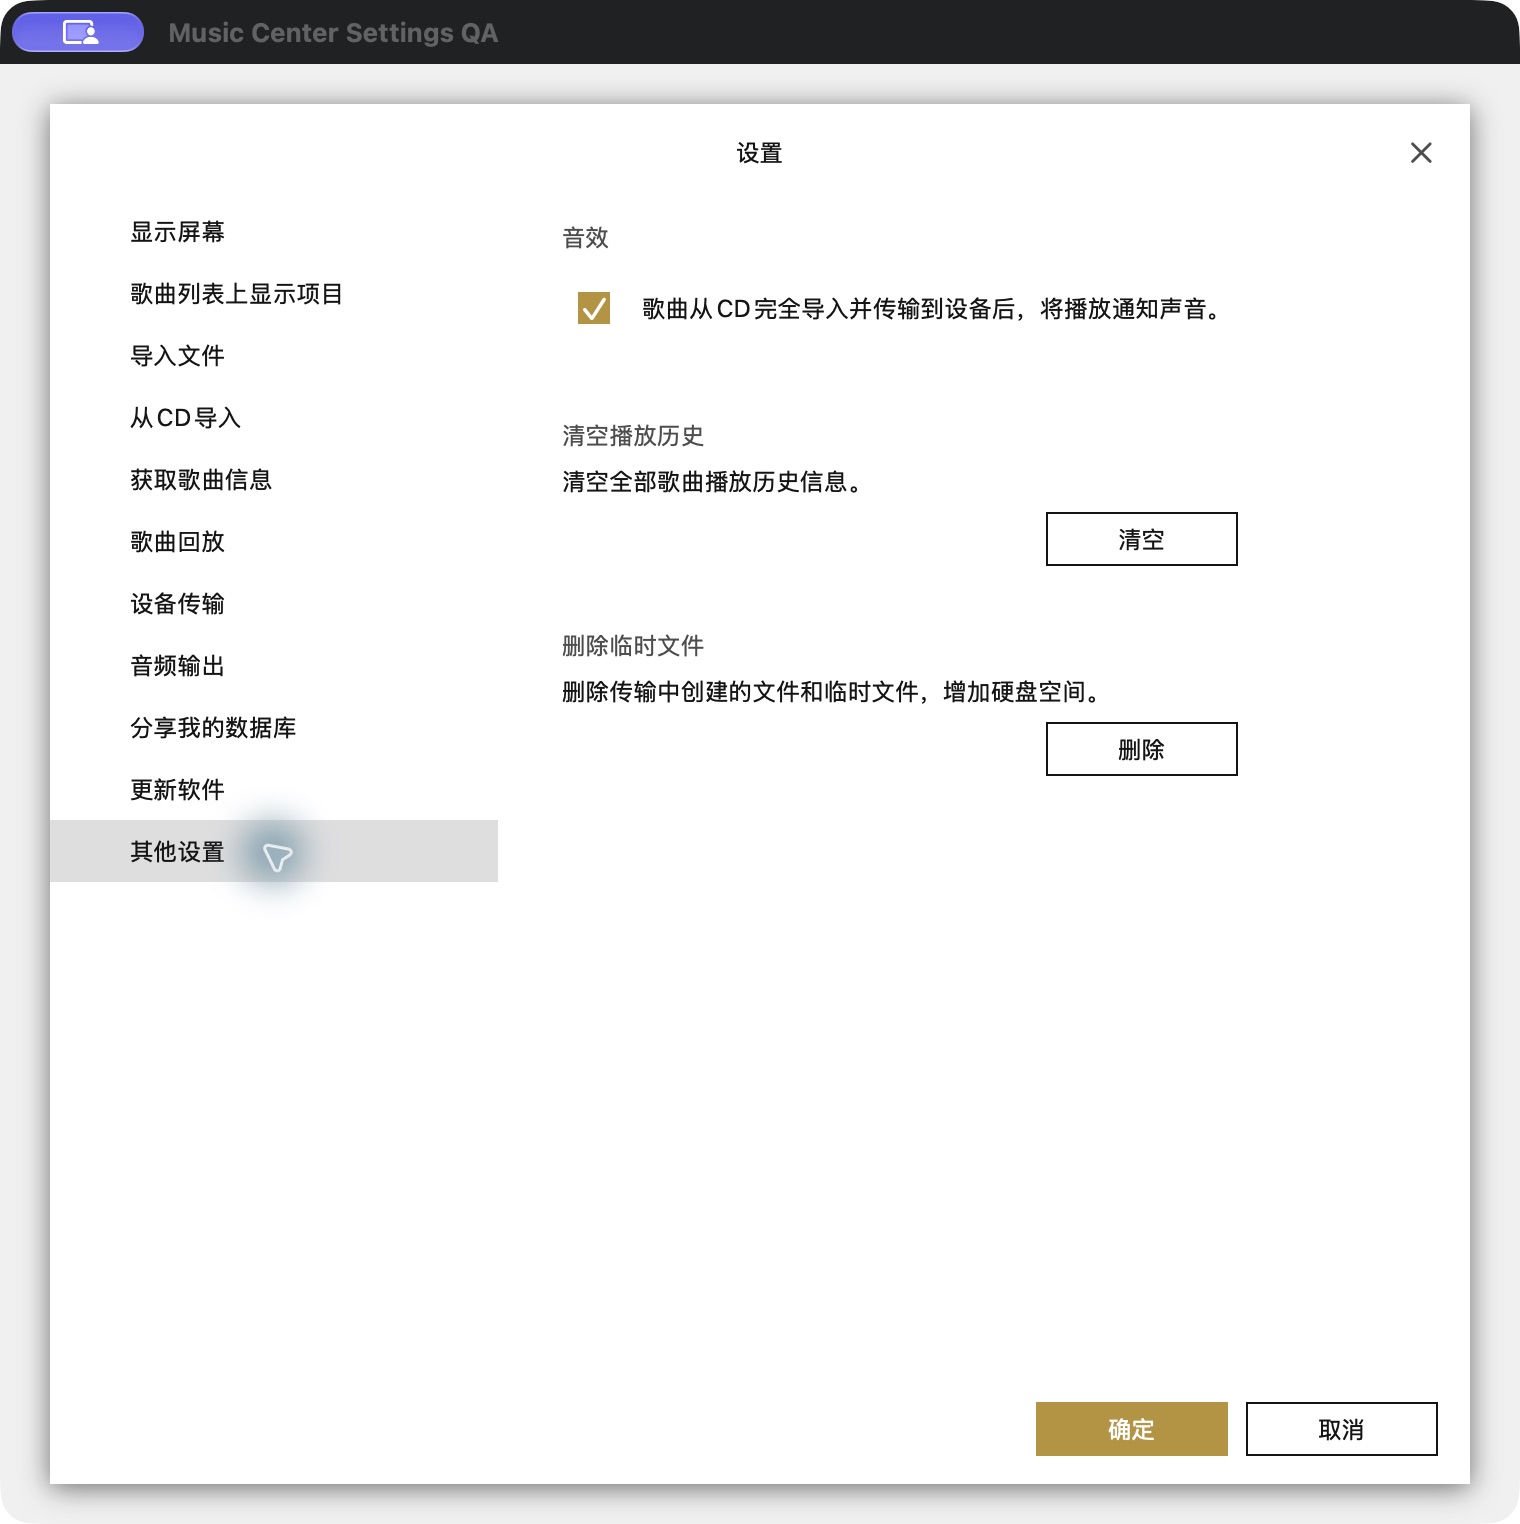 Music Center Settings QA
设置
显示屏幕
歌曲列表上显示项目
导入文件
从CD导入
获取歌曲信息
歌曲回放
设备传输
音频输出
分享我的数据库
更新软件
其他设置
音效
歌曲从CD完全导入并传输到设备后，将播放通知声音。
清空播放历史
清空全部歌曲播放历史信息。
清空
删除临时文件
删除传输中创建的文件和临时文件，增加硬盘空间。
删除
确定
取消